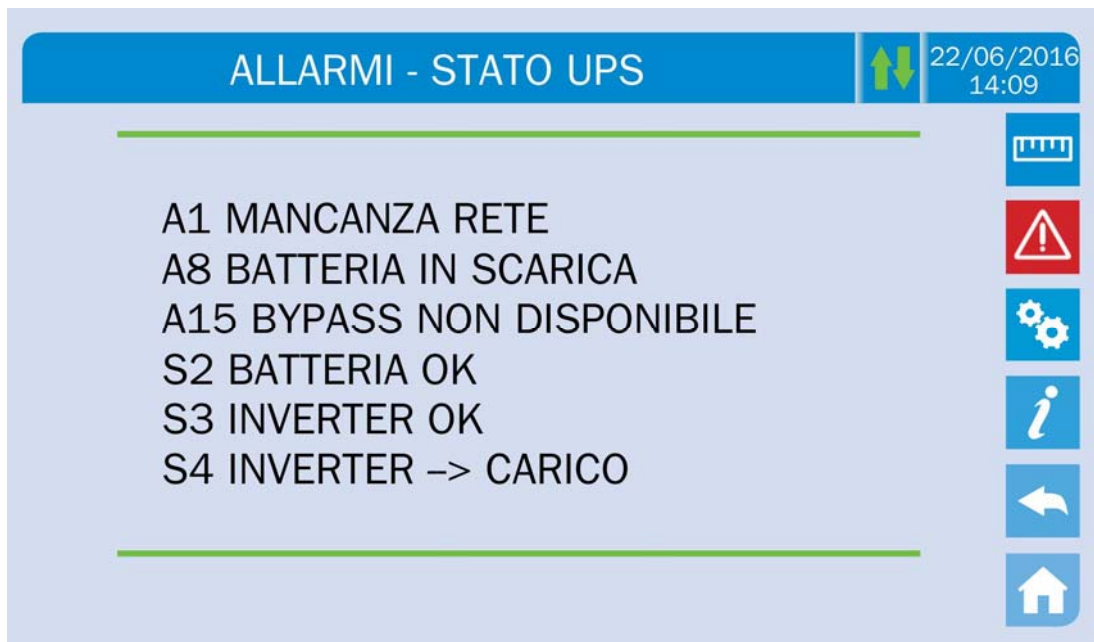 ALLARMI - STATO UPS
22/06/2016
14:09
A1 MANCANZA RETE
A8 BATTERIA IN SCARICA
A15 BYPASS NON DISPONIBILE
S2 BATTERIA OK
S3 INVERTER OK
S4 INVERTER –> CARICO